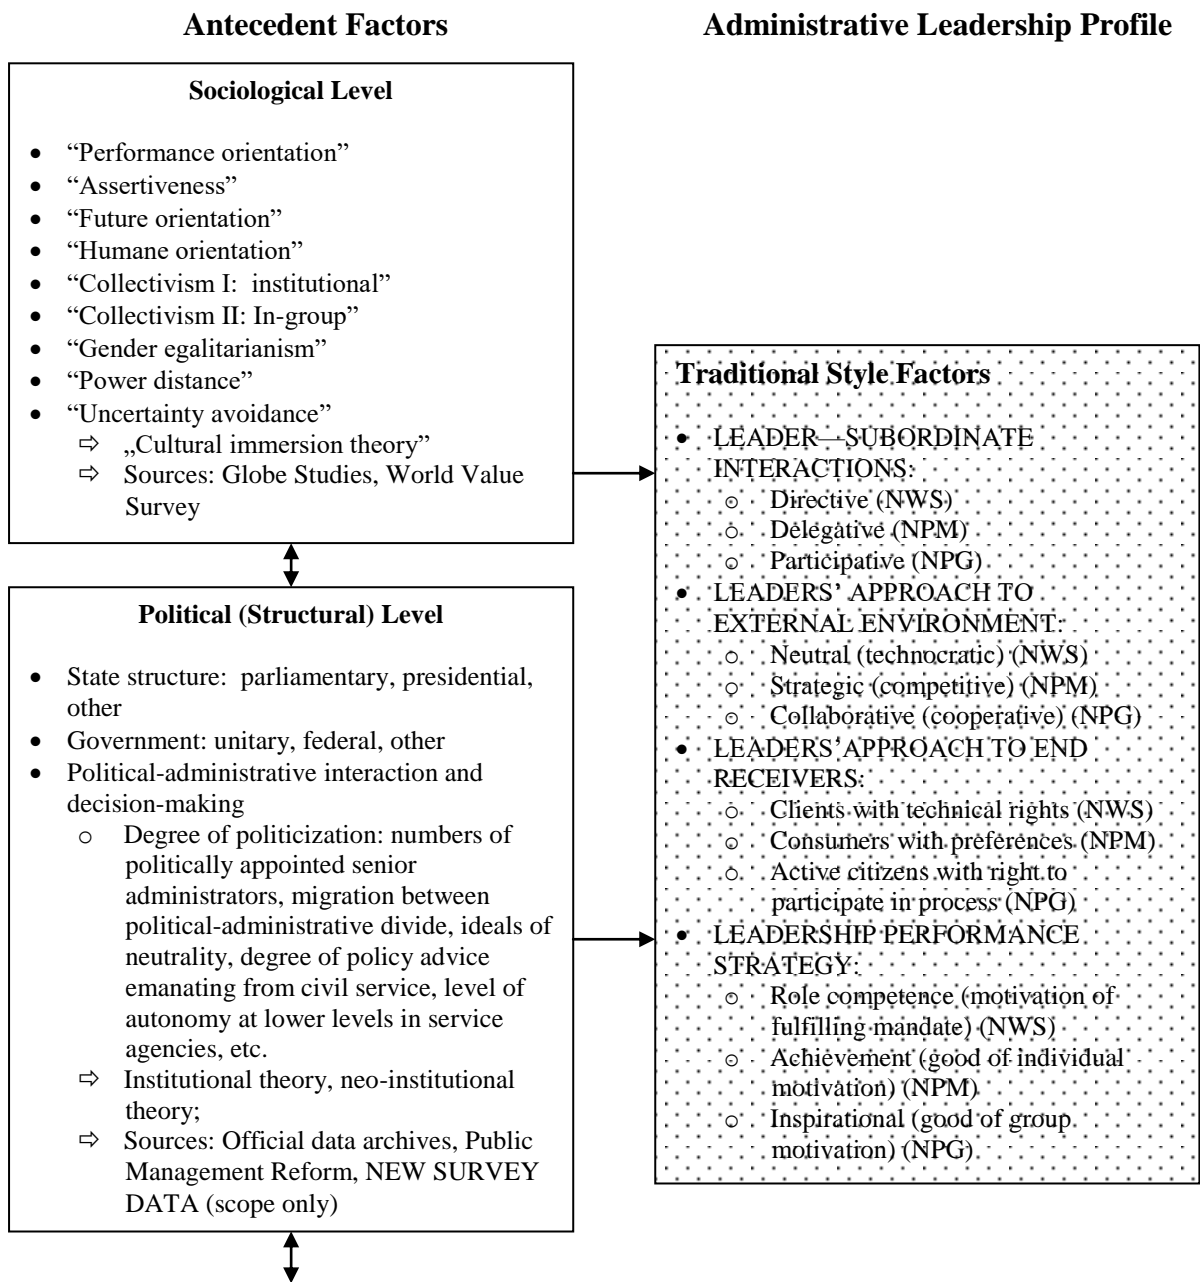 Antecedent Factors
Administrative Leadership Profile
Sociological Level
• “Performance orientation”
• “Assertiveness”
• “Future orientation”
• “Humane orientation”
• “Collectivism I:  institutional”
• “Collectivism II: In-group”
• “Gender egalitarianism”
• “Power distance”
• “Uncertainty avoidance”
⇨ „Cultural immersion theory”
⇨ Sources: Globe Studies, World Value
Survey
Political (Structural) Level
• State structure:  parliamentary, presidential,
other
• Government: unitary, federal, other
• Political-administrative interaction and
decision-making
o Degree of politicization: numbers of
politically appointed senior
administrators, migration between
political-administrative divide, ideals of
neutrality, degree of policy advice
emanating from civil service, level of
autonomy at lower levels in service
agencies, etc.
⇨ Institutional theory, neo-institutional
theory;
⇨ Sources: Official data archives, Public
Management Reform, NEW SURVEY
DATA (scope only)
Traditional Style Factors
• LEADER—SUBORDINATE
INTERACTIONS:
o Directive (NWS)
o Delegative (NPM)
o Participative (NPG)
• LEADERS’ APPROACH TO
EXTERNAL ENVIRONMENT:
o Neutral (technocratic) (NWS)
o Strategic (competitive) (NPM)
o Collaborative (cooperative) (NPG)
• LEADERS’APPROACH TO END
RECEIVERS:
o Clients with technical rights (NWS)
o Consumers with preferences (NPM)
o Active citizens with right to
participate in process (NPG)
• LEADERSHIP PERFORMANCE
STRATEGY:
o Role competence (motivation of
fulfilling mandate) (NWS)
o Achievement (good of individual
motivation) (NPM)
o Inspirational (good of group
motivation) (NPG)